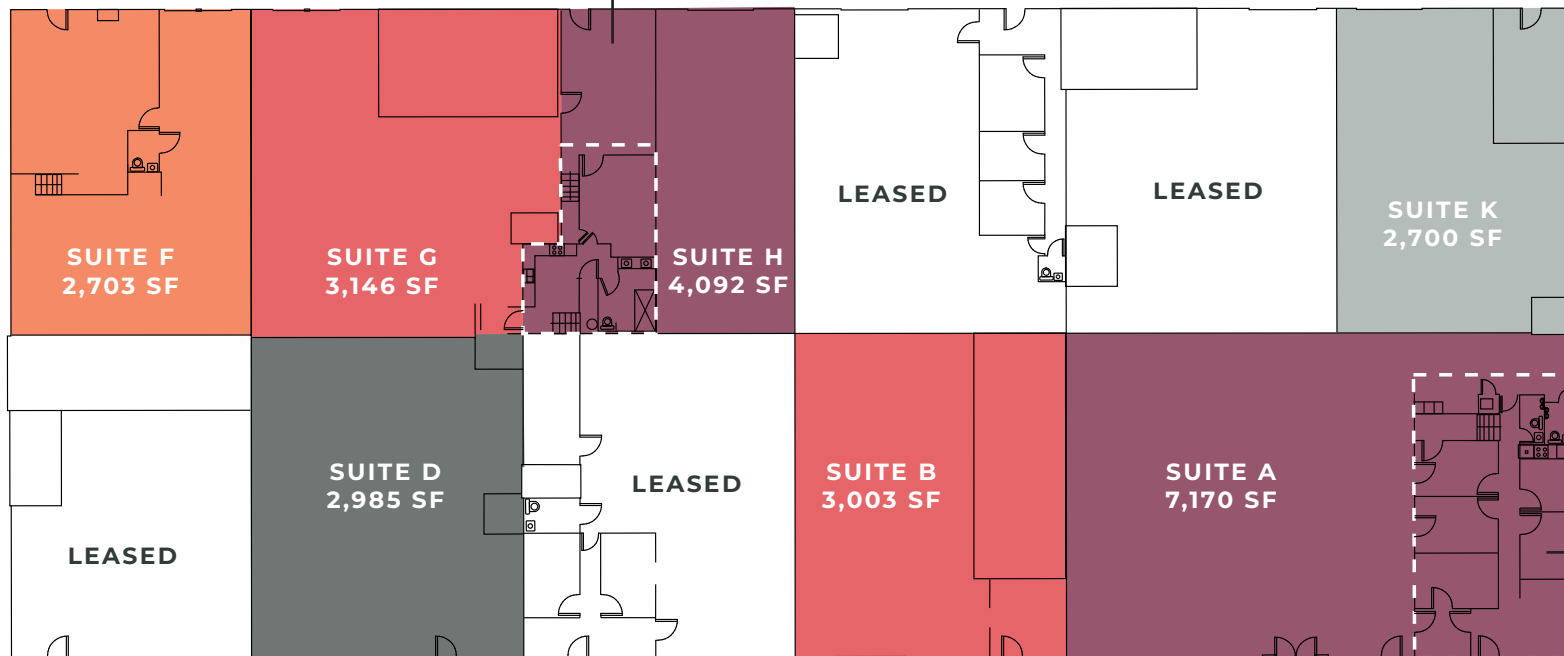 LEASED
LEASED
SUITE K
2,700 SF
SUITE F
2,703 SF
SUITE G
3,146 SF
SUITE H
4,092 SF
SUITE D
2,985 SF
LEASED
SUITE B
3,003 SF
SUITE A
7,170 SF
LEASED